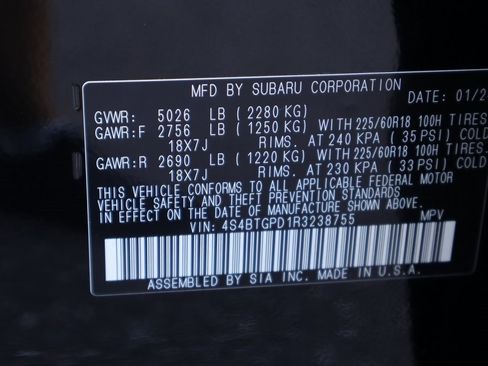 MFD BY SUBARU CORPORATION DATE: 01/2
GVWR: 5026 LB (2280 KG)
GAWR:F 2756 LB (1250 KG) WITH 225/60R18 100H TIRES
18X7J RIMS. AT 240 KPA (35 PSI) COLD
GAWR:R 2690 LB (1220 KG) WITH 225/60R18 100H TIRES
18X7J RIMS. AT 230 KPA (33 PSI) COLD
THIS VEHICLE CONFORMS TO ALL APPLICABLE FEDERAL MOTOR
VEHICLE SAFETY AND THEFT PREVENTION STANDARDS
IN EFFECT ON THE DATE OF MANUFACTURE SHOWN ABOVE.
VIN: 4S4BTGPD1R3238755 MPV
ASSEMBLED BY SIA INC. MADE IN U.S.A.